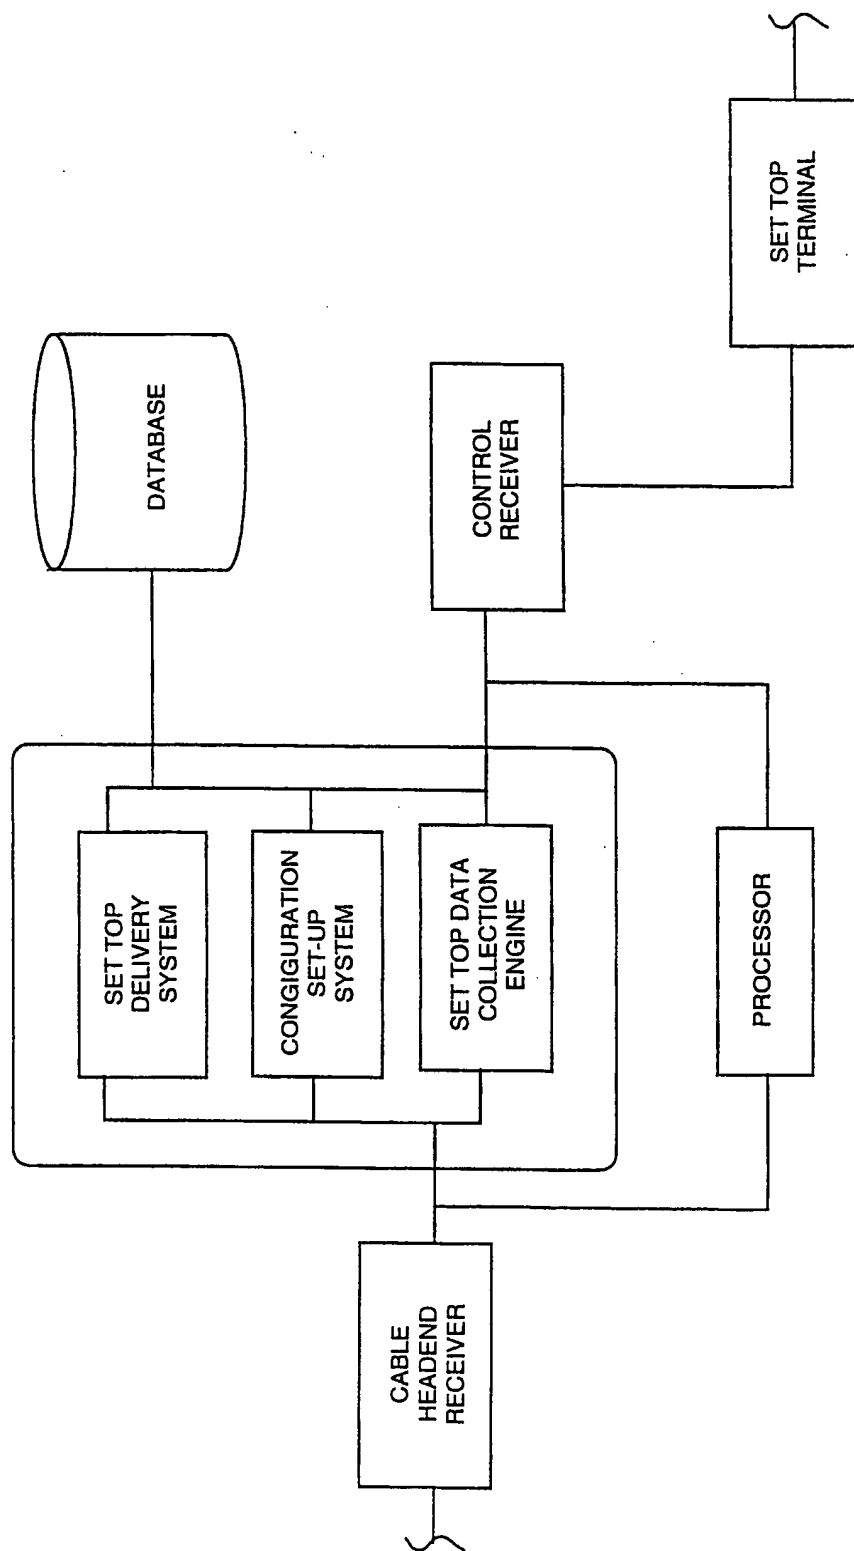 CABLE
HEADEND
RECEIVER
SET TOP
DELIVERY
SYSTEM
CONGIGURATION
SET-UP
SYSTEM
SET TOP DATA
COLLECTION
ENGINE
PROCESSOR
DATABASE
CONTROL
RECEIVER
SET TOP
TERMINAL